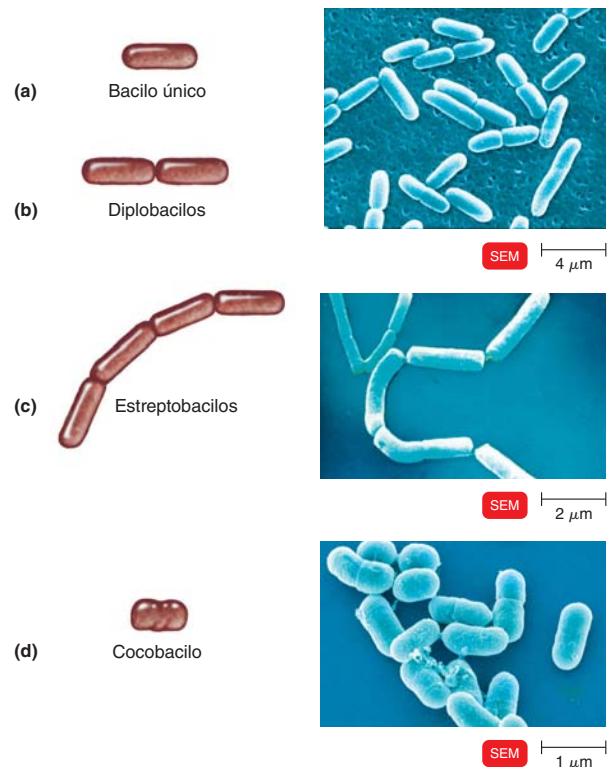 (a) Bacilo único
(b) Diplobacilos
SEM 4 μm
(c) Estreptobacilos
SEM 2 μm
(d) Cocobacilo
SEM 1 μm